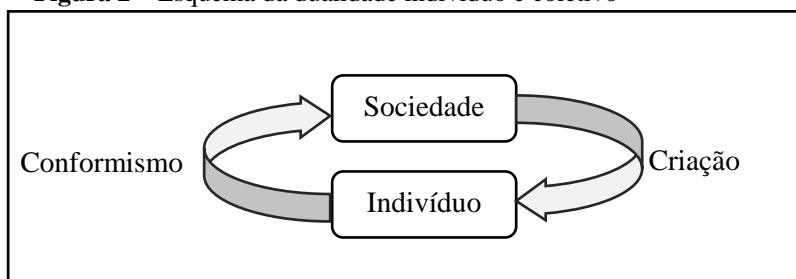 Figura 2 – Esquema da dualidade indivíduo e coletivo
Sociedade
Conformismo
Criação
Indivíduo